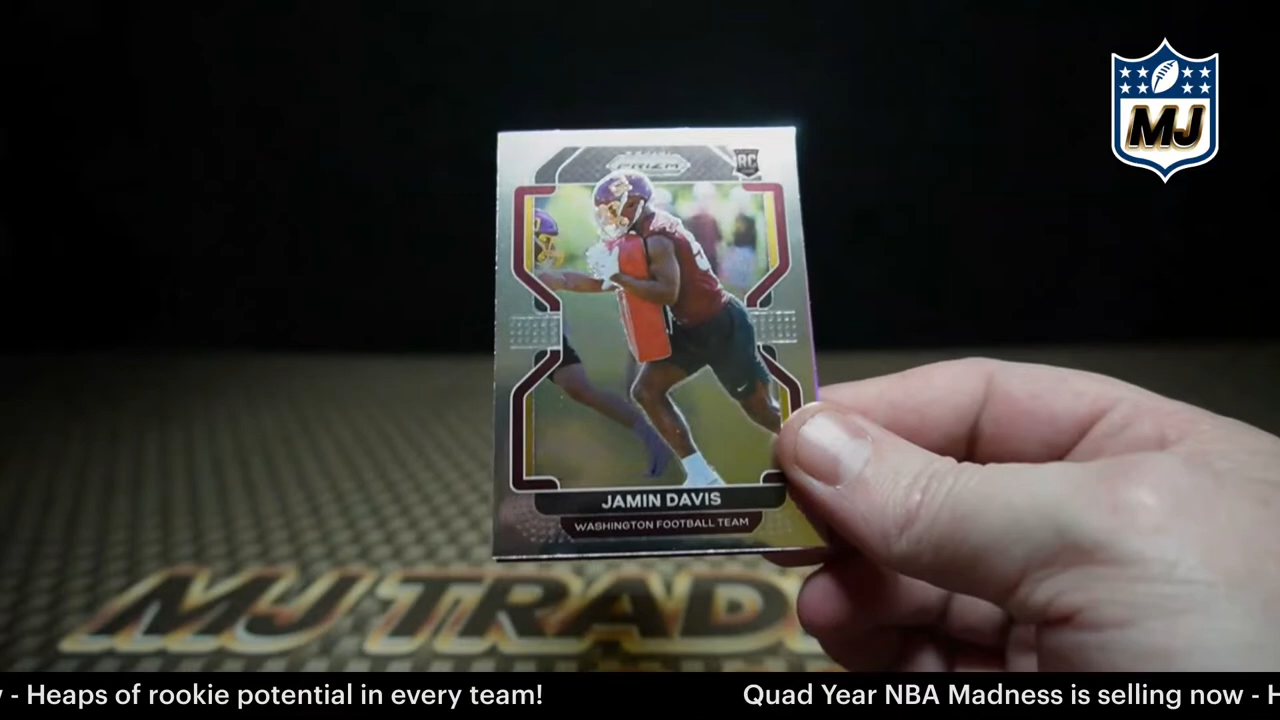 MJ
PRIZM
RC
JAMIN DAVIS
WASHINGTON FOOTBALL TEAM
MJ TRAD
- Heaps of rookie potential in every team!
Quad Year NBA Madness is selling now - H